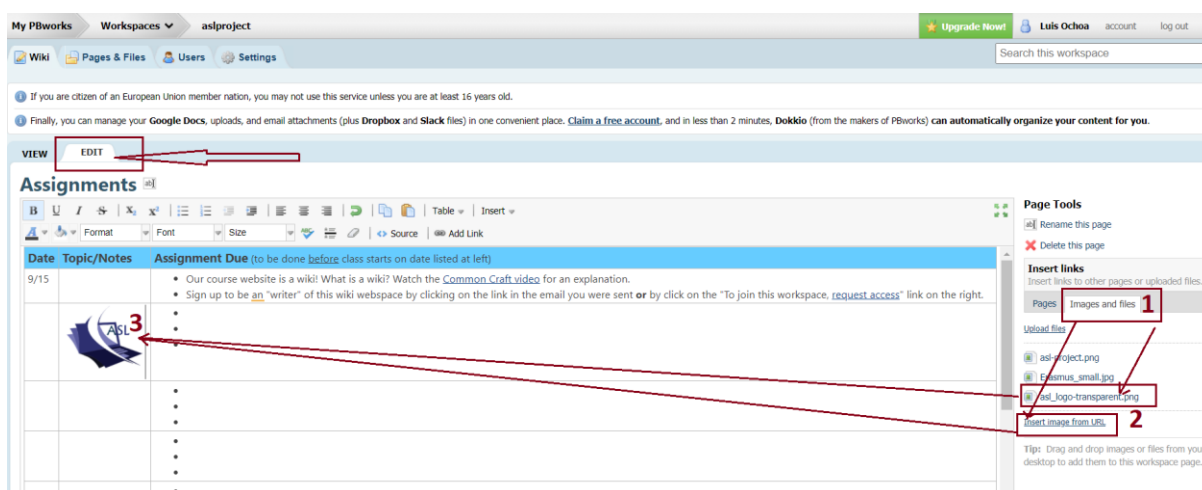 My PBworks Workspaces aslproject Upgrade Now! Luis Ochoa account log out
Wiki Pages & Files Users Settings Search this workspace
If you are citizen of an European Union member nation, you may not use this service unless you are at least 16 years old.
Finally, you can manage your Google Docs, uploads, and email attachments (plus Dropbox and Slack files) in one convenient place. Claim a free account, and in less than 2 minutes, Dokkio (from the makers of PBworks) can automatically organize your content for you.
VIEW EDIT
Assignments
B U I S X₂ X² Table Insert
A Format Font Size ABC Source Add Link
Date Topic/Notes Assignment Due (to be done before class starts on date listed at left)
9/15
• Our course website is a wiki! What is a wiki? Watch the Common Craft video for an explanation.
• Sign up to be an "writer" of this wiki webspace by clicking on the link in the email you were sent or by click on the "To join this workspace, request access" link on the right.
ASL 3
Page Tools
Rename this page
Delete this page
Insert links
Insert links to other pages or uploaded files.
Pages Images and files 1
Upload files
asl-project.png
Erasmus_small.jpg
asl_logo-transparent.png
Insert image from URL 2
Tip: Drag and drop images or files from you
desktop to add them to this workspace page.